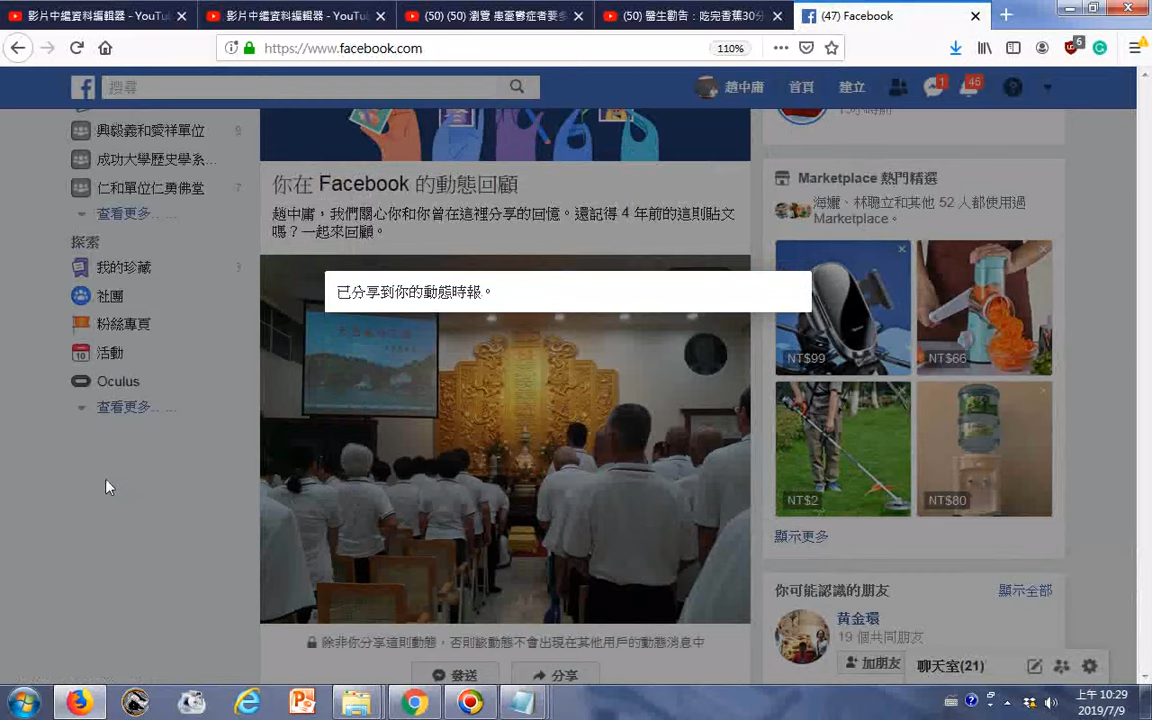 影片中繼資料編輯器 - YouTu
影片中繼資料編輯器 - YouTu
(50) (50) 瀏覽 患憂鬱症者要多
(50) 醫生勸告：吃完香蕉30分
(47) Facebook
https://www.facebook.com
110%
6
搜尋
趙中庸
首頁
建立
1
46
興毅義和愛祥單位 9
成功大學歷史學系...
仁和單位仁勇佛堂 7
查看更多... ...
探索
我的珍藏 3
社團
粉絲專頁
活動
10
Oculus
查看更多... ...
你在 Facebook 的動態回顧
趙中庸，我們關心你和你曾在這裡分享的回憶。還記得 4 年前的這則貼文
嗎？一起來回顧。
已分享到你的動態時報。
除非你分享這則動態，否則該動態不會出現在其他用戶的動態消息中
發送
分享
Marketplace 熱門精選
海孋、林聰立和其他 52 人都使用過
Marketplace。
NT$99
NT$66
NT$2
NT$80
顯示更多
你可能認識的朋友
顯示全部
黃金環
19 個共同朋友
加朋友
聊天室(21)
上午 10:29
2019/7/9